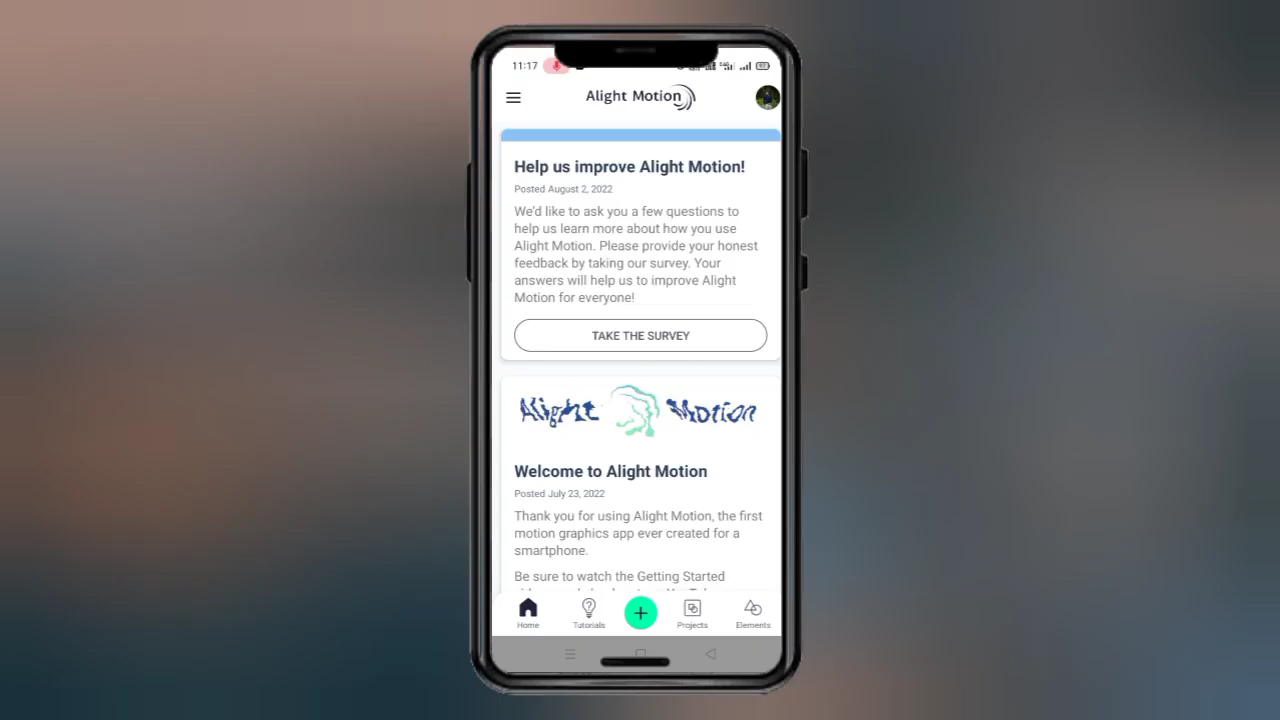 11:17
Alight Motion
Help us improve Alight Motion!
Posted August 2, 2022
We'd like to ask you a few questions to
help us learn more about how you use
Alight Motion. Please provide your honest
feedback by taking our survey. Your
answers will help us to improve Alight
Motion for everyone!
TAKE THE SURVEY
Alight Motion
Welcome to Alight Motion
Posted July 23, 2022
Thank you for using Alight Motion, the first
motion graphics app ever created for a
smartphone.
Be sure to watch the Getting Started
Home Tutorials Projects Elements